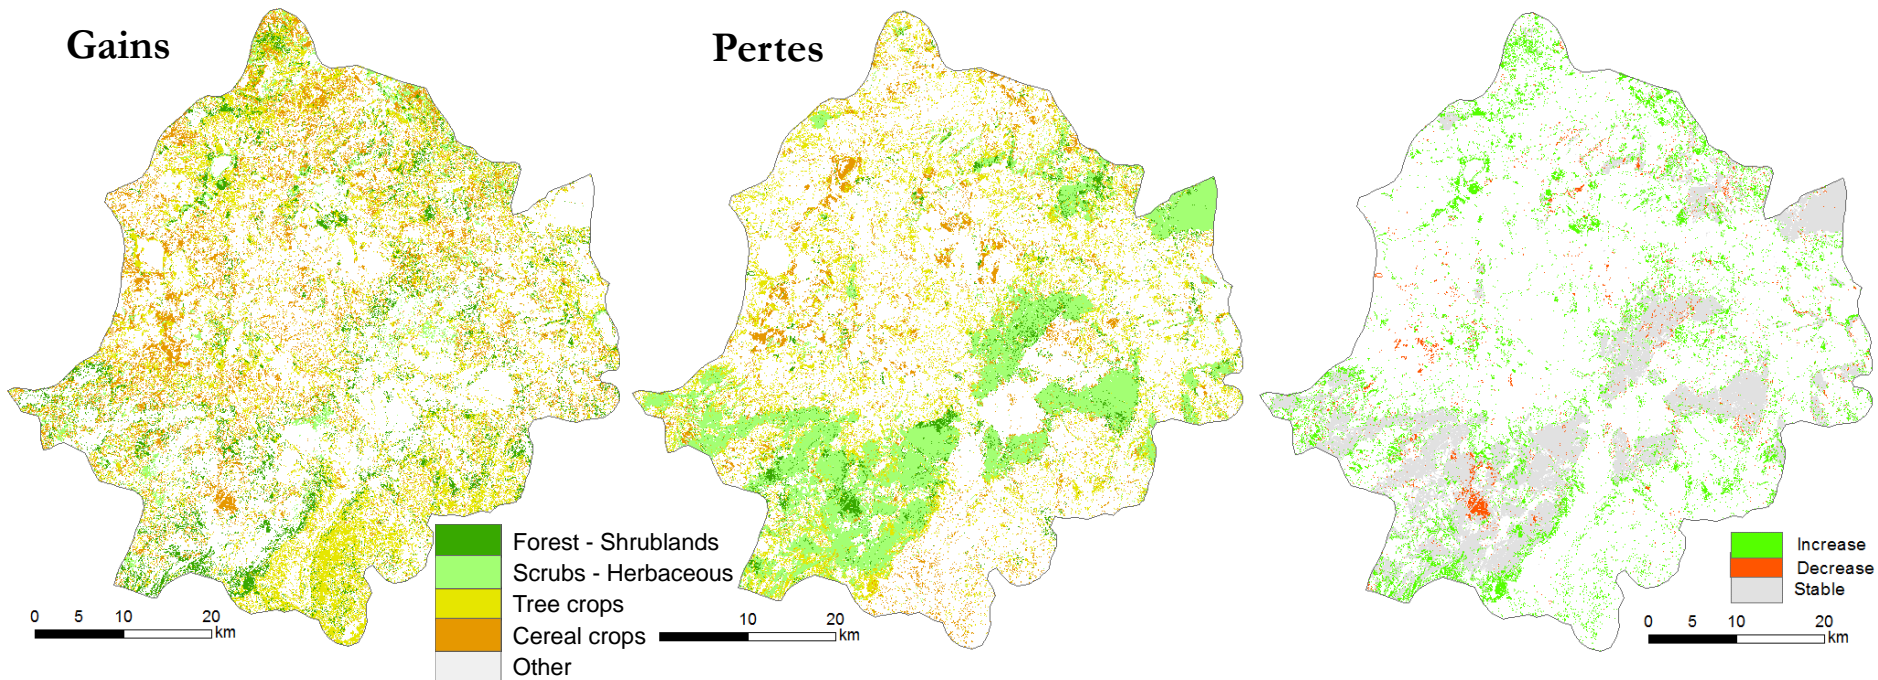 Gains
Pertes
Forest - Shrublands
Scrubs - Herbaceous
Tree crops
Cereal crops
Other
Increase
Decrease
Stable
0 5 10 20
km
10 20
km
0 5 10 20
km